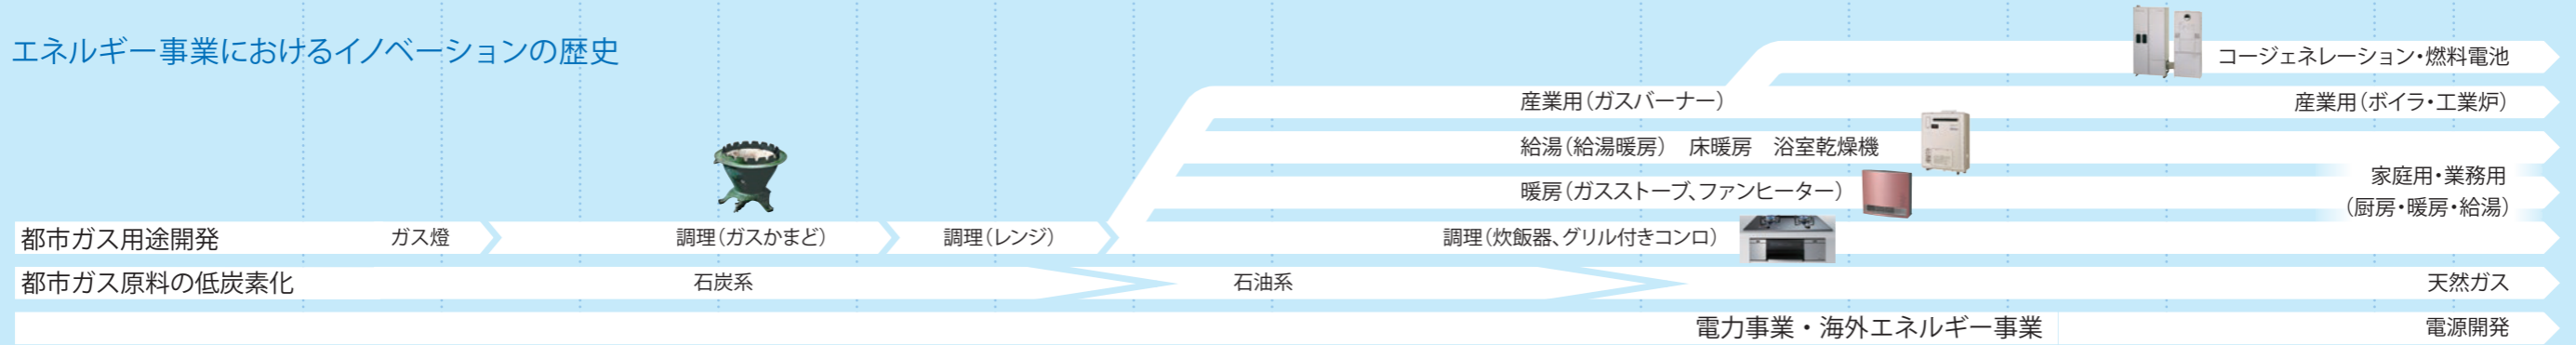 エネルギー事業におけるイノベーションの歴史
コージェネレーション・燃料電池
産業用（ガスバーナー）
産業用（ボイラ・工業炉）
給湯（給湯暖房）　床暖房　浴室乾燥機
暖房（ガスストーブ、ファンヒーター）
家庭用・業務用
（厨房・暖房・給湯）
都市ガス用途開発
ガス燈
調理（ガスかまど）
調理（レンジ）
調理（炊飯器、グリル付きコンロ）
都市ガス原料の低炭素化
石炭系
石油系
天然ガス
電力事業・海外エネルギー事業
電源開発